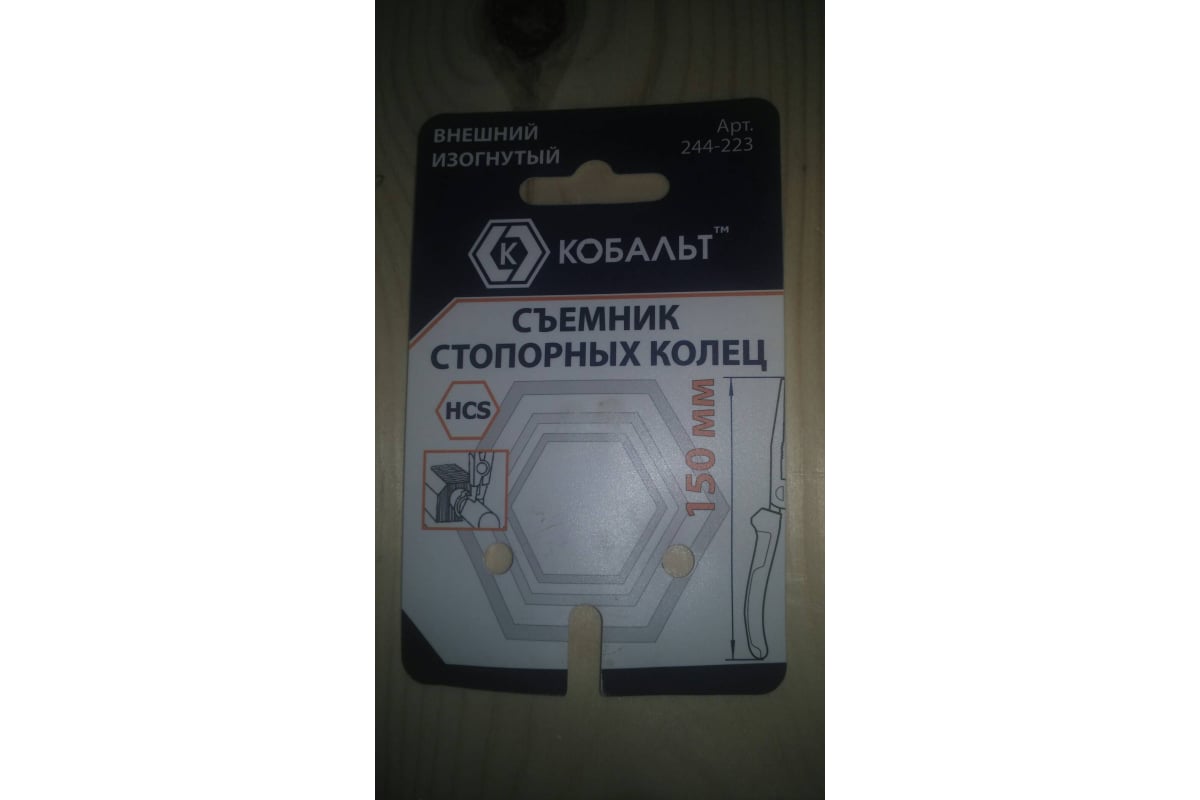 ВНЕШНИЙ
ИЗОГНУТЫЙ
Арт.
244-223
К КОБАЛЬТ™
СЪЕМНИК
СТОПОРНЫХ КОЛЕЦ
HCS
150 мм